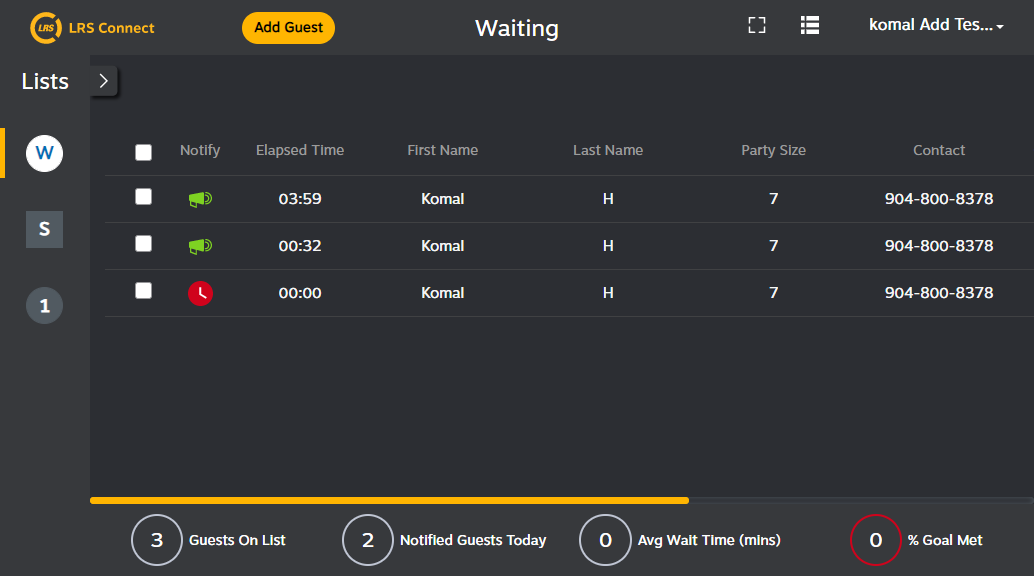 LRS LRS Connect Add Guest Waiting komal Add Tes...
Lists
W
S
1
Notify Elapsed Time First Name Last Name Party Size Contact
03:59 Komal H 7 904-800-8378
00:32 Komal H 7 904-800-8378
00:00 Komal H 7 904-800-8378
3 Guests On List 2 Notified Guests Today 0 Avg Wait Time (mins) 0 % Goal Met